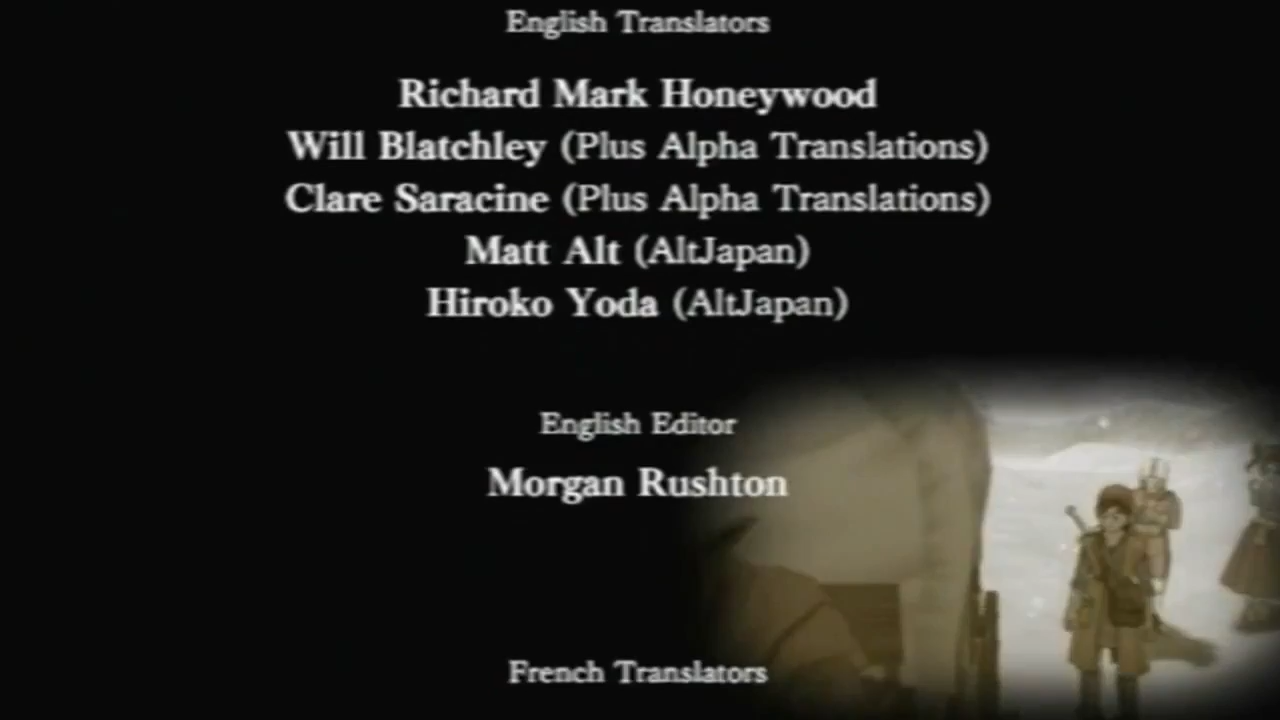 English Translators
Richard Mark Honeywood
Will Blatchley (Plus Alpha Translations)
Clare Saracine (Plus Alpha Translations)
Matt Alt (AltJapan)
Hiroko Yoda (AltJapan)
English Editor
Morgan Rushton
French Translators